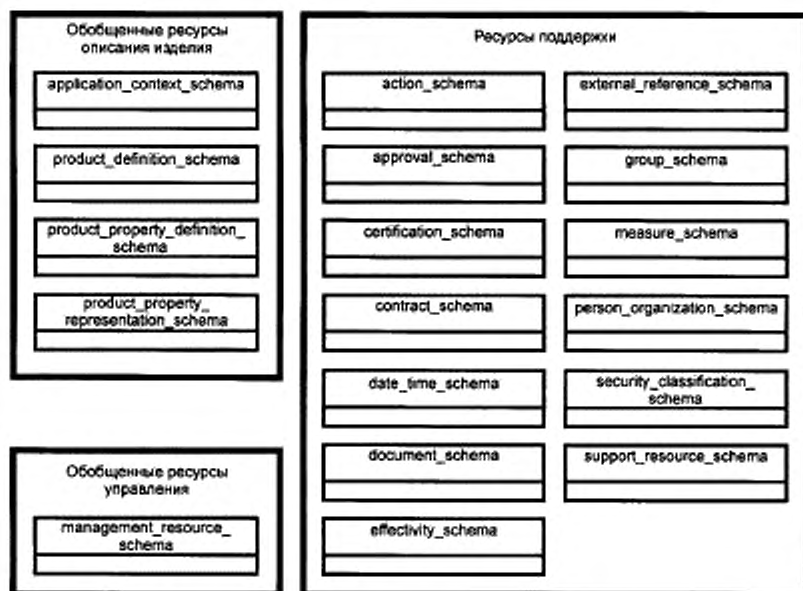 Обобщенные ресурсы
описания изделия
application_context_schema
product_definition_schema
product_property_definition_
schema
product_property_
representation_schema
Обобщенные ресурсы
управления
management_resource_
schema
Ресурсы поддержки
action_schema
approval_schema
certification_schema
contract_schema
date_time_schema
document_schema
effectivity_schema
external_reference_schema
group_schema
measure_schema
person_organization_schema
security_classification_
schema
support_resource_schema